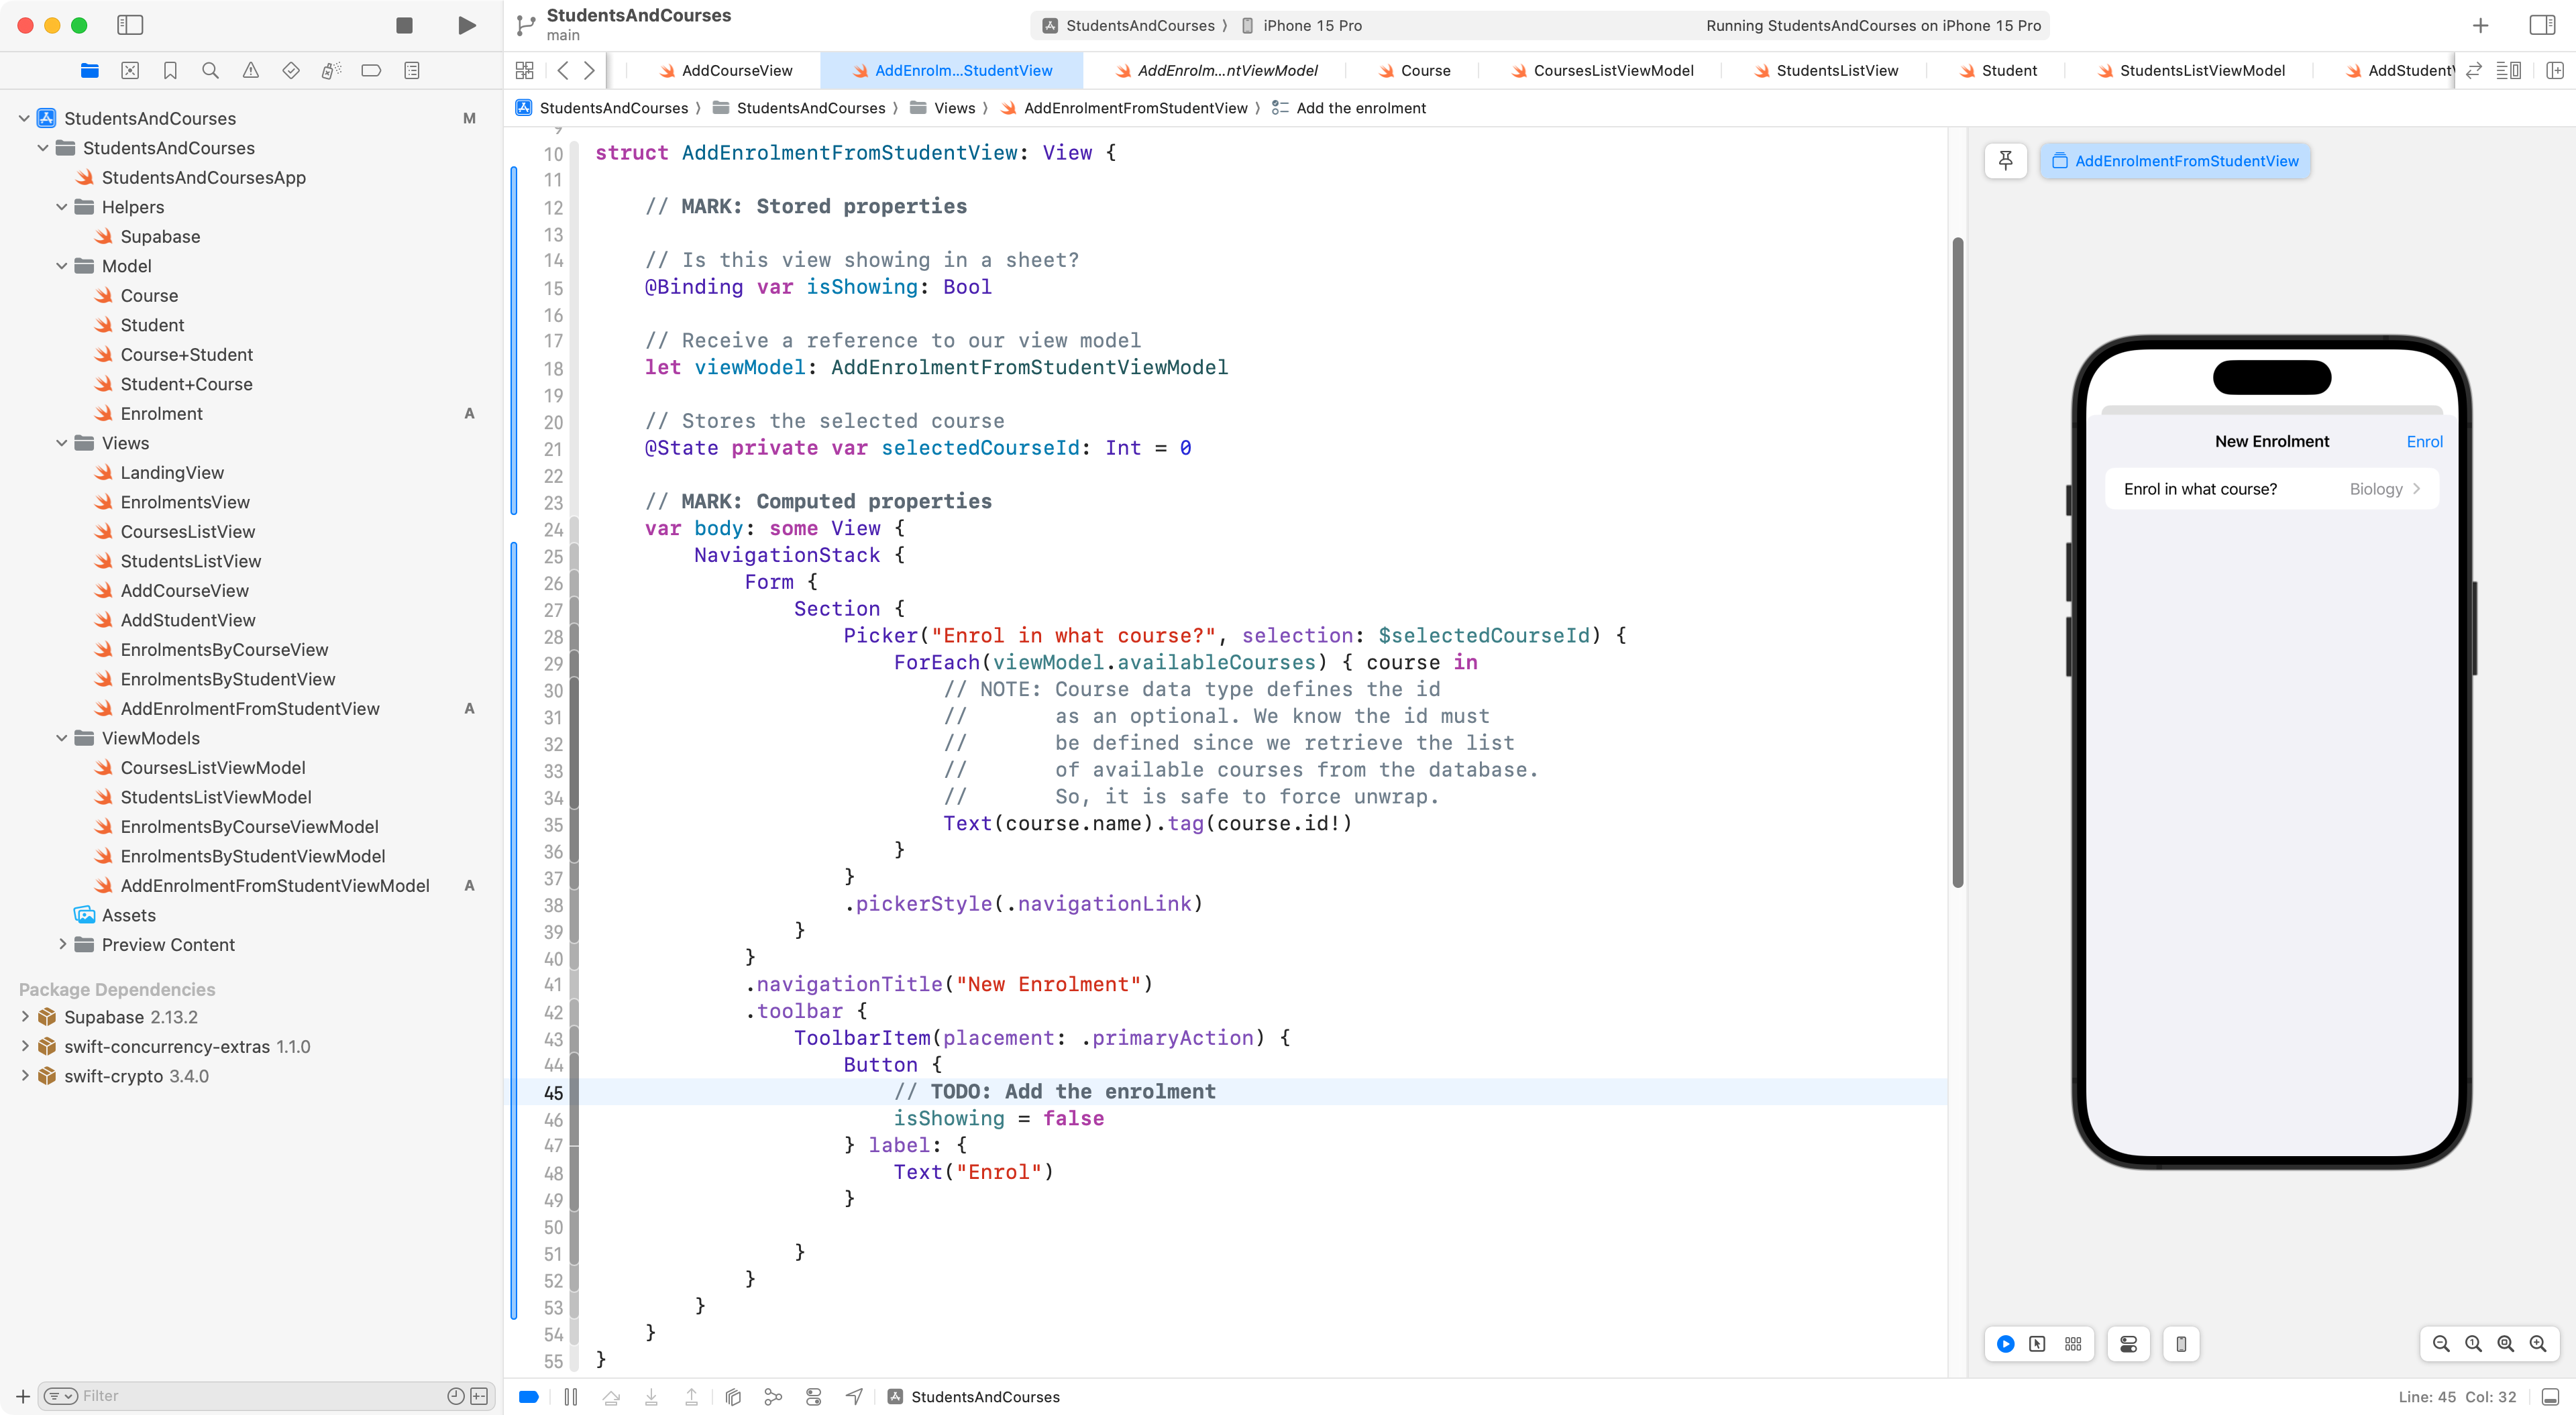 StudentsAndCourses
main
StudentsAndCourses
iPhone 15 Pro
Running StudentsAndCourses on iPhone 15 Pro
AddCourseView
AddEnrolm...StudentView
AddEnrolm...ntViewModel
Course
CoursesListViewModel
StudentsListView
Student
StudentsListViewModel
StudentsAndCourses
StudentsAndCourses
Views
AddEnrolmentFromStudentView
Add the enrolment
StudentsAndCourses M
StudentsAndCourses
StudentsAndCoursesApp
Helpers
Supabase
Model
Course
Student
Course+Student
Student+Course
Enrolment A
Views
LandingView
EnrolmentsView
CoursesListView
StudentsListView
AddCourseView
AddStudentView
EnrolmentsByCourseView
EnrolmentsByStudentView
AddEnrolmentFromStudentView A
ViewModels
CoursesListViewModel
StudentsListViewModel
EnrolmentsByCourseViewModel
EnrolmentsByStudentViewModel
AddEnrolmentFromStudentViewModel A
Assets
Preview Content
Package Dependencies
Supabase 2.13.2
swift-concurrency-extras 1.1.0
swift-crypto 3.4.0
Filter
10 struct AddEnrolmentFromStudentView: View {
11
12 // MARK: Stored properties
13
14 // Is this view showing in a sheet?
15 @Binding var isShowing: Bool
16
17 // Receive a reference to our view model
18 let viewModel: AddEnrolmentFromStudentViewModel
19
20 // Stores the selected course
21 @State private var selectedCourseId: Int = 0
22
23 // MARK: Computed properties
24 var body: some View {
25 NavigationStack {
26 Form {
27 Section {
28 Picker("Enrol in what course?", selection: $selectedCourseId) {
29 ForEach(viewModel.availableCourses) { course in
30 // NOTE: Course data type defines the id
31 // as an optional. We know the id must
32 // be defined since we retrieve the list
33 // of available courses from the database.
34 // So, it is safe to force unwrap.
35 Text(course.name).tag(course.id!)
36 }
37 }
38 .pickerStyle(.navigationLink)
39 }
40 }
41 .navigationTitle("New Enrolment")
42 .toolbar {
43 ToolbarItem(placement: .primaryAction) {
44 Button {
45 // TODO: Add the enrolment
46 isShowing = false
47 } label: {
48 Text("Enrol")
49 }
50
51 }
52 }
53 }
54 }
55 }
AddEnrolmentFromStudentView
New Enrolment Enrol
Enrol in what course? Biology
StudentsAndCourses
Line: 45 Col: 32